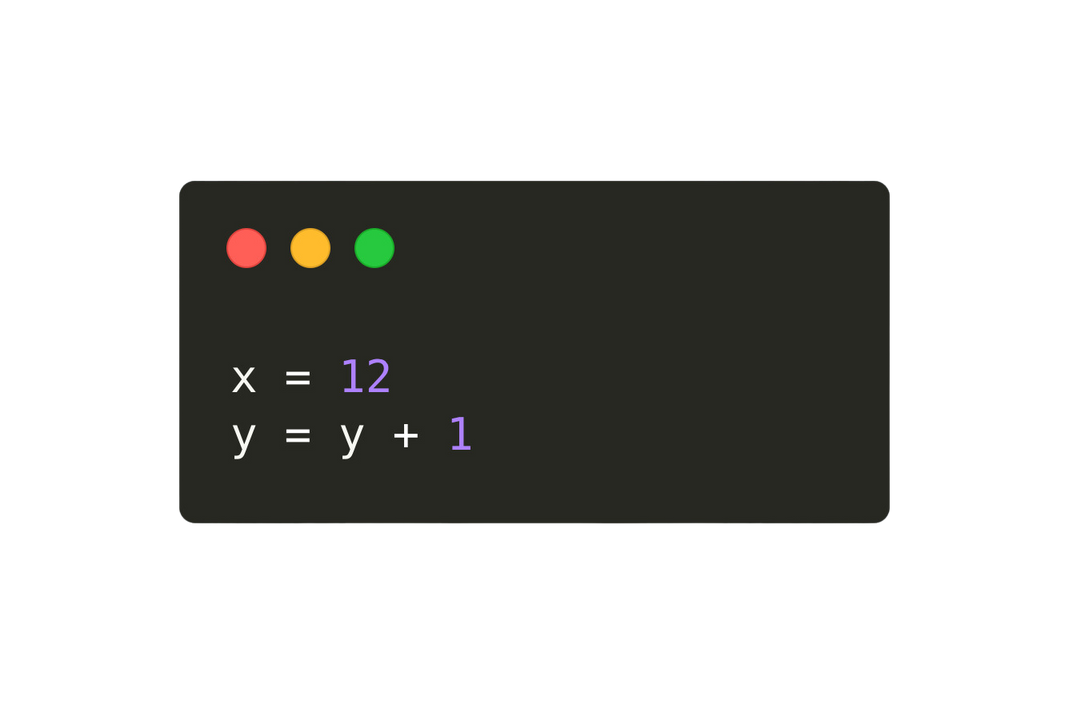 x = 12
y = y + 1